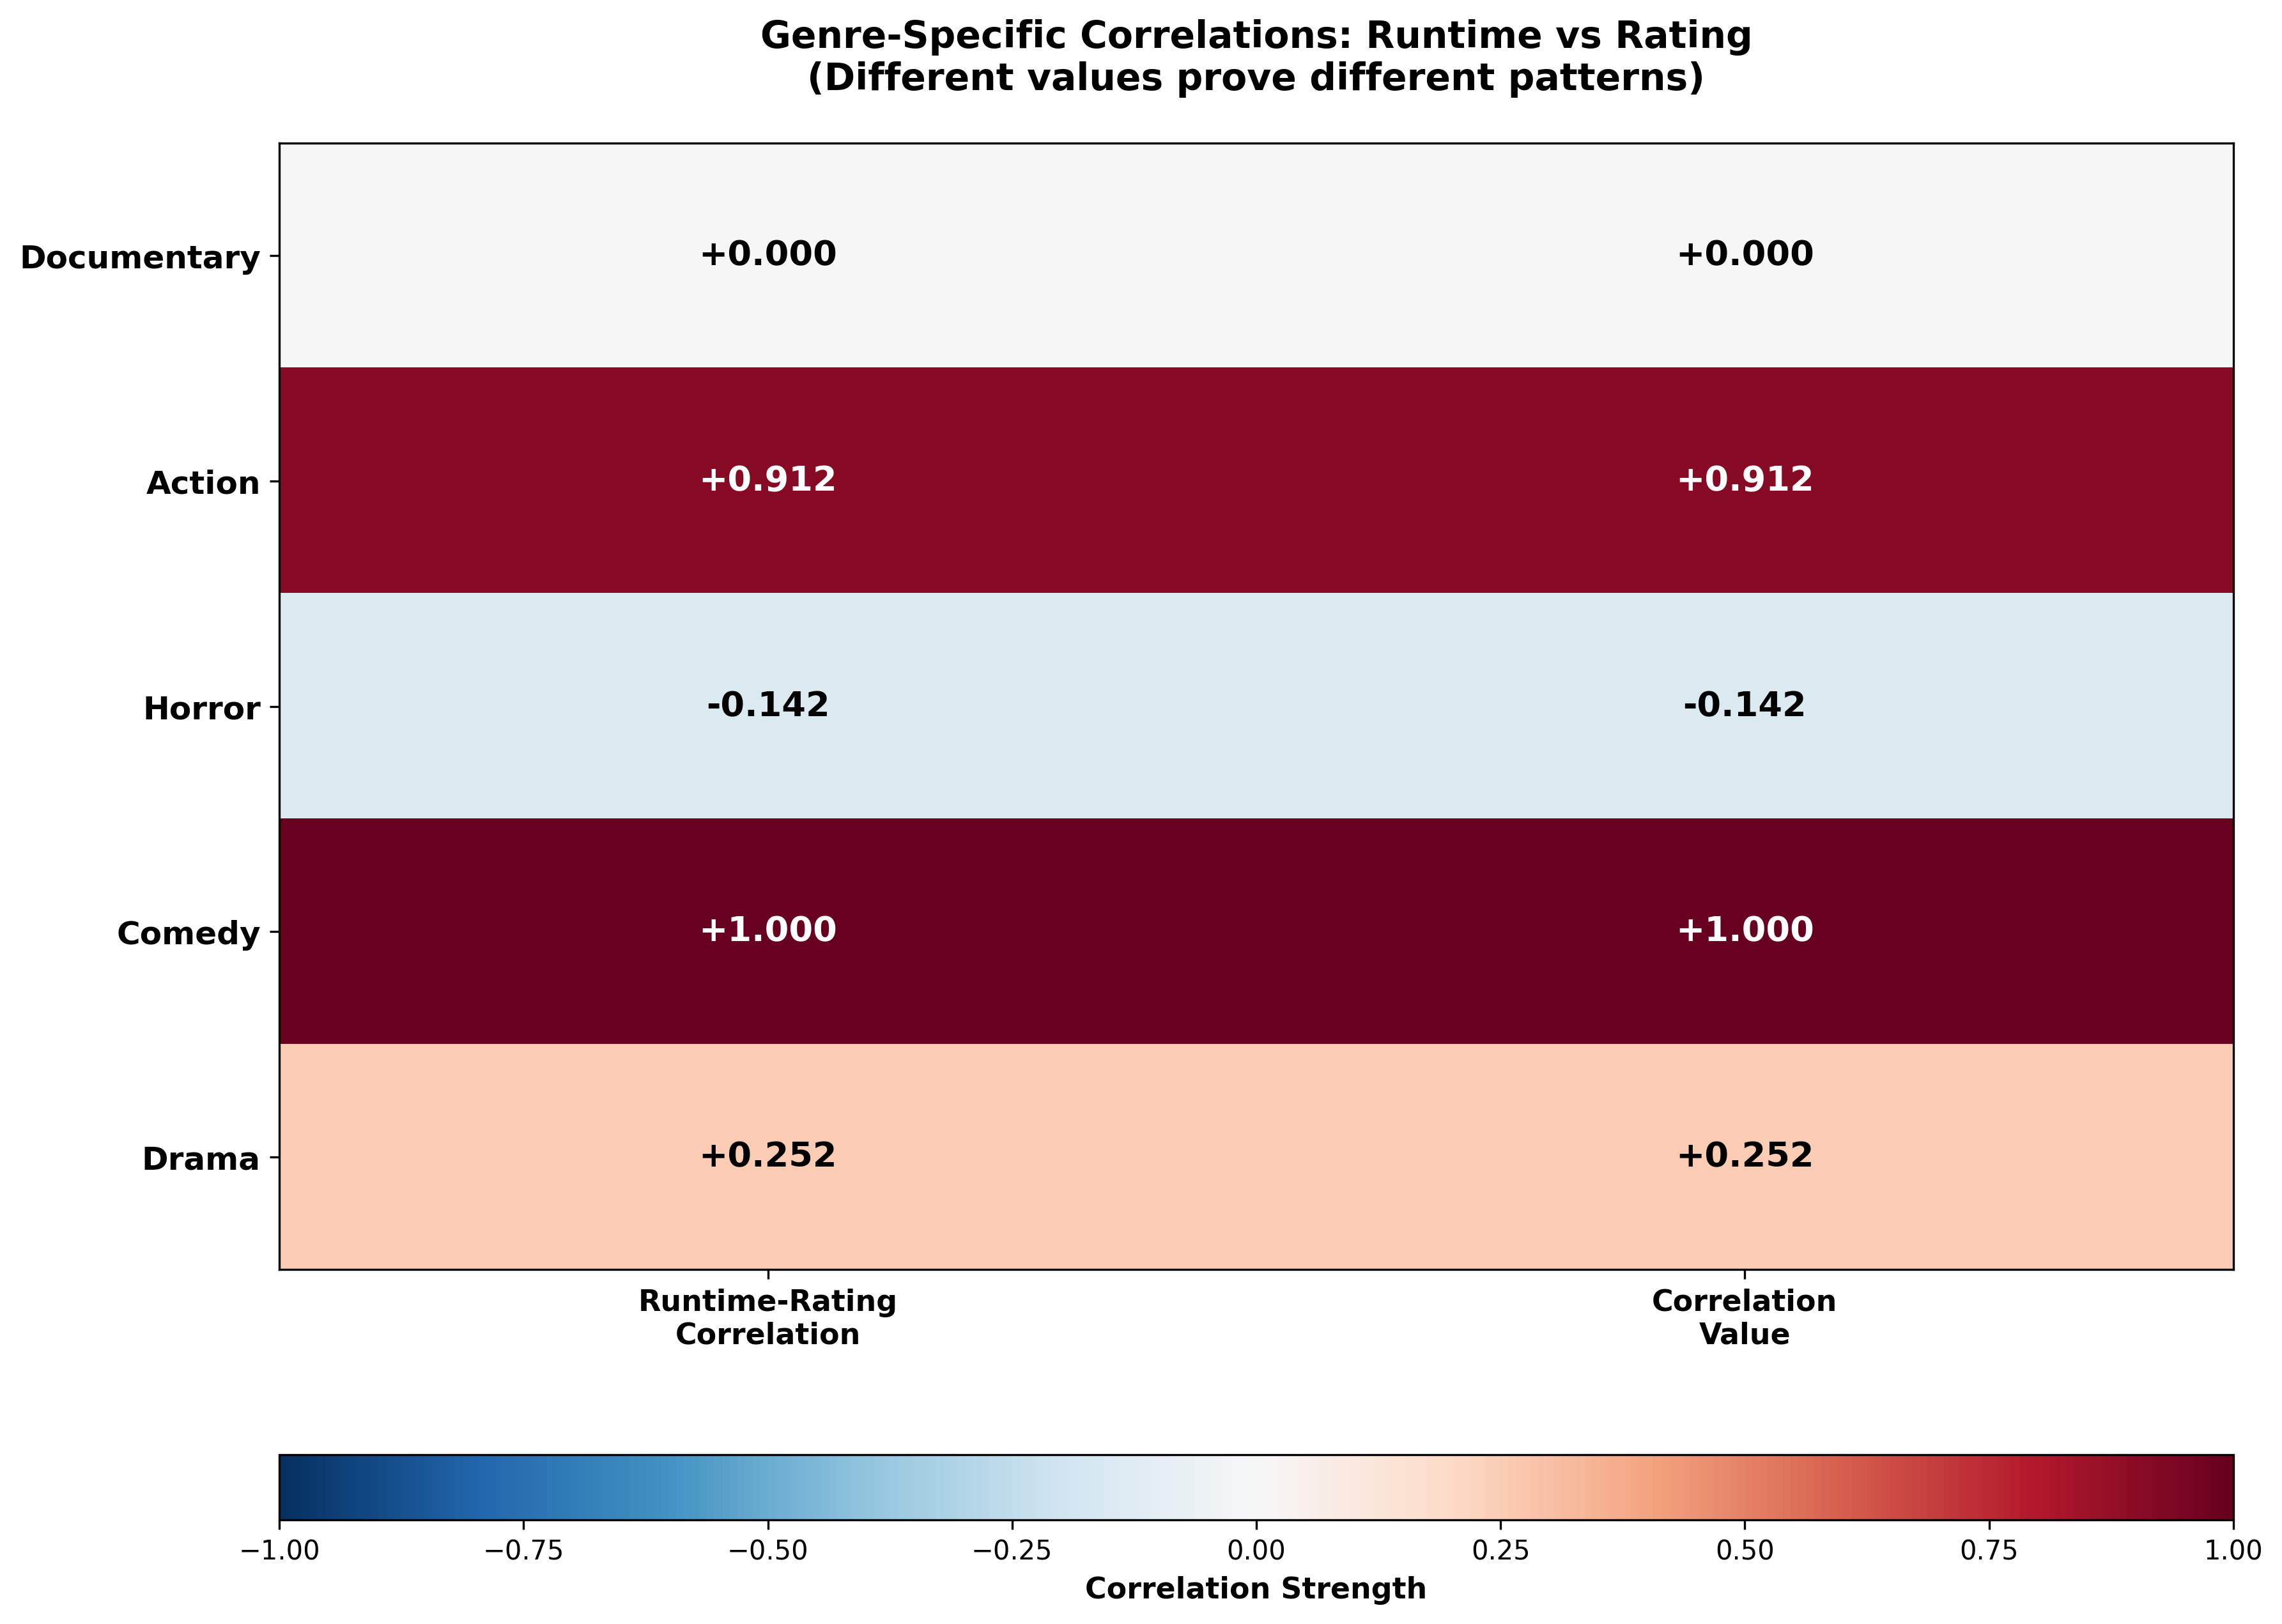 Genre-Specific Correlations: Runtime vs Rating
(Different values prove different patterns)
Documentary +0.000 +0.000
Action +0.912 +0.912
Horror -0.142 -0.142
Comedy +1.000 +1.000
Drama +0.252 +0.252
Runtime-Rating
Correlation
Correlation
Value
−1.00 −0.75 −0.50 −0.25 0.00 0.25 0.50 0.75 1.00
Correlation Strength